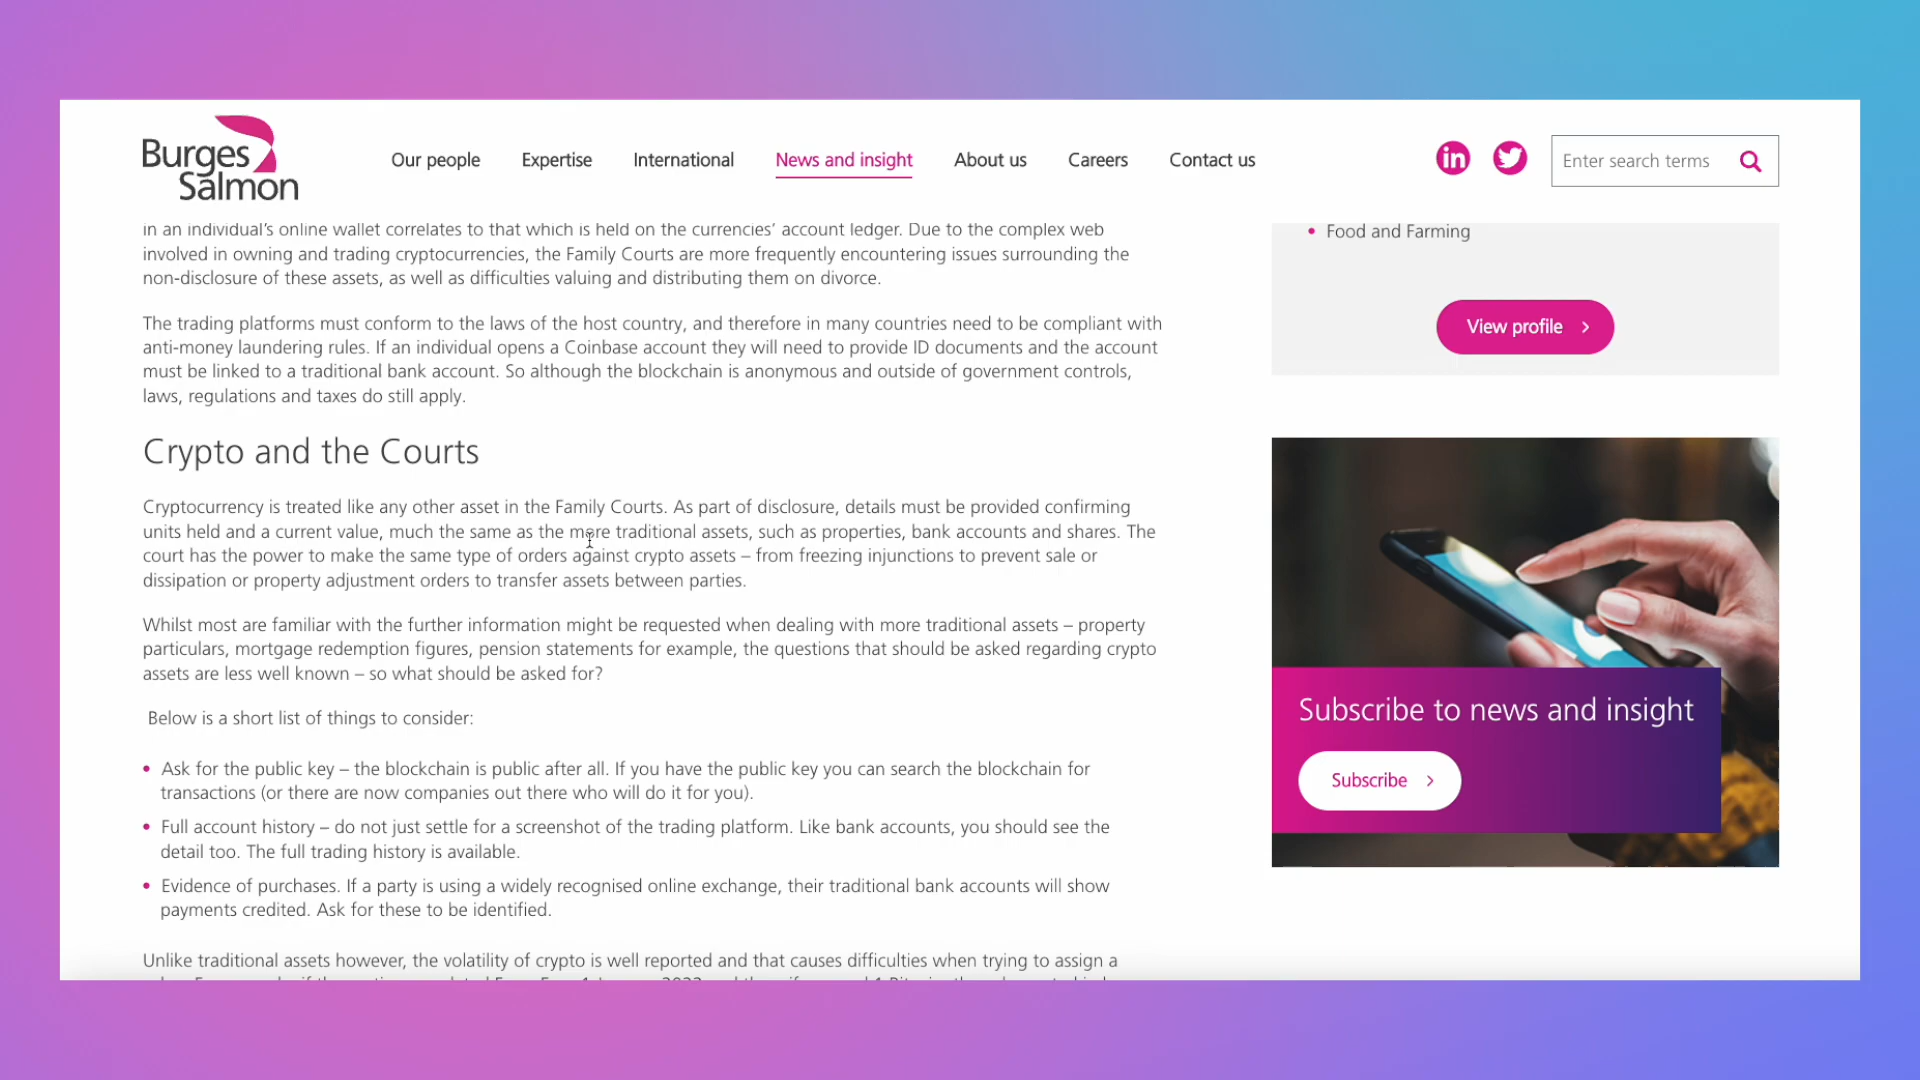 Burges
Salmon
Our people
Expertise
International
News and insight
About us
Careers
Contact us
in
Enter search terms
in an individual’s online wallet correlates to that which is held on the currencies’ account ledger. Due to the complex web
involved in owning and trading cryptocurrencies, the Family Courts are more frequently encountering issues surrounding the
non-disclosure of these assets, as well as difficulties valuing and distributing them on divorce.
The trading platforms must conform to the laws of the host country, and therefore in many countries need to be compliant with
anti-money laundering rules. If an individual opens a Coinbase account they will need to provide ID documents and the account
must be linked to a traditional bank account. So although the blockchain is anonymous and outside of government controls,
laws, regulations and taxes do still apply.
Crypto and the Courts
Cryptocurrency is treated like any other asset in the Family Courts. As part of disclosure, details must be provided confirming
units held and a current value, much the same as the more traditional assets, such as properties, bank accounts and shares. The
court has the power to make the same type of orders against crypto assets – from freezing injunctions to prevent sale or
dissipation or property adjustment orders to transfer assets between parties.
Whilst most are familiar with the further information might be requested when dealing with more traditional assets – property
particulars, mortgage redemption figures, pension statements for example, the questions that should be asked regarding crypto
assets are less well known – so what should be asked for?
Below is a short list of things to consider:
• Ask for the public key – the blockchain is public after all. If you have the public key you can search the blockchain for
transactions (or there are now companies out there who will do it for you).
• Full account history – do not just settle for a screenshot of the trading platform. Like bank accounts, you should see the
detail too. The full trading history is available.
• Evidence of purchases. If a party is using a widely recognised online exchange, their traditional bank accounts will show
payments credited. Ask for these to be identified.
Unlike traditional assets however, the volatility of crypto is well reported and that causes difficulties when trying to assign a
• Food and Farming
View profile
Subscribe to news and insight
Subscribe